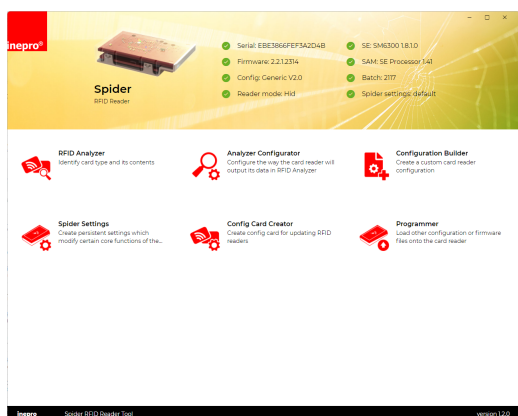 inepro®
Spider
RFID Reader
Serial: EBE3866FEF3A2D4B
Firmware: 2.2.1.2314
Config: Generic V2.0
Reader mode: Hid
SE: SM6300 1.8.1.0
SAM: SE Processor 1.41
Batch: 2117
Spider settings: default
RFID Analyzer
Identify card type and its contents
Analyzer Configurator
Configure the way the card reader will
output its data in RFID Analyzer
Configuration Builder
Create a custom card reader
configuration
Spider Settings
Create persistent settings which
modify certain core functions of the...
Config Card Creator
Create config card for updating RFID
readers
Programmer
Load other configuration or firmware
files onto the card reader
inepro
Spider RFID Reader Tool
version 1.2.0